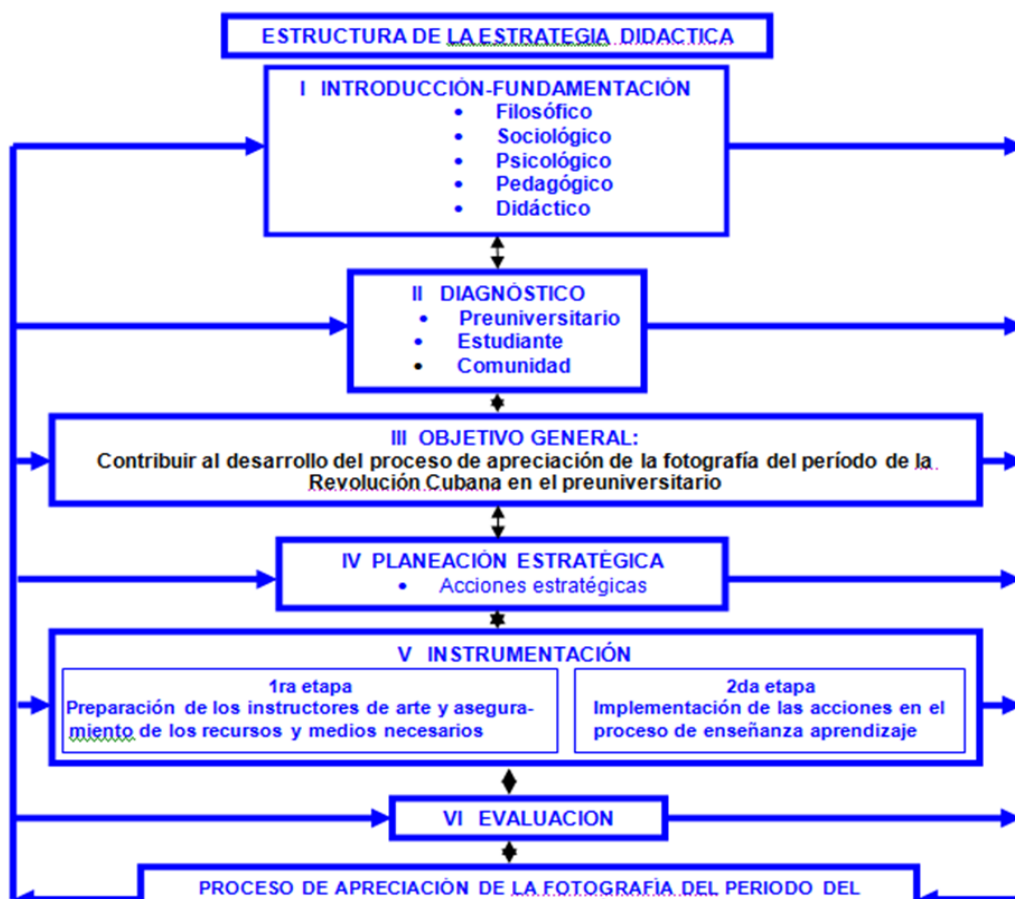 ESTRUCTURA DE LA ESTRATEGIA DIDACTICA
I INTRODUCCIÓN-FUNDAMENTACIÓN
• Filosófico
• Sociológico
• Psicológico
• Pedagógico
• Didáctico
II DIAGNÓSTICO
• Preuniversitario
• Estudiante
• Comunidad
III OBJETIVO GENERAL:
Contribuir al desarrollo del proceso de apreciación de la fotografía del período de la
Revolución Cubana en el preuniversitario
IV PLANEACIÓN ESTRATÉGICA
• Acciones estratégicas
V INSTRUMENTACIÓN
1ra etapa
Preparación de los instructores de arte y asegura-
miento de los recursos y medios necesarios
2da etapa
Implementación de las acciones en el
proceso de enseñanza aprendizaje
VI EVALUACION
PROCESO DE APRECIACIÓN DE LA FOTOGRAFÍA DEL PERIODO DEL